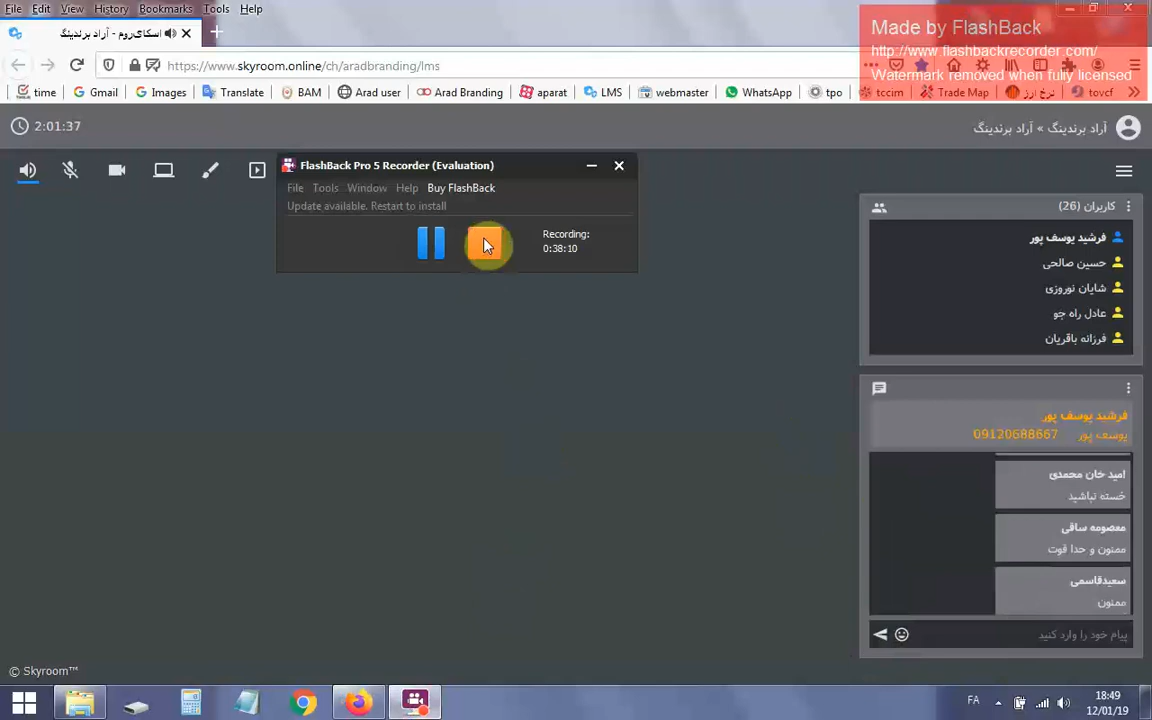 File Edit View History Bookmarks Tools Help
اسکای‌روم - آراد برندینگ
Made by FlashBack
http://www.flashbackrecorder.com/
Watermark removed when fully licensed
https://www.skyroom.online/ch/aradbranding/lms
time Gmail Images Translate BAM Arad user Arad Branding aparat LMS webmaster WhatsApp tpo tccim Trade Map نرخ ارز tovcf
2:01:37
آراد برندینگ » آراد برندینگ
FlashBack Pro 5 Recorder (Evaluation)
File Tools Window Help Buy FlashBack
Update available. Restart to install
Recording:
0:38:10
کاربران (26)
فرشید یوسف پور
حسین صالحی
شایان نوروزی
عادل راه جو
فرزانه باقریان
فرشید یوسف پور
یوسف پور 09120688667
امید خان محمدی
خسته نباشید
معصومه ساقی
ممنون و خدا قوت
سعیدقاسمی
ممنون
پیام خود را وارد کنید
© Skyroom™
FA
18:49
12/01/19